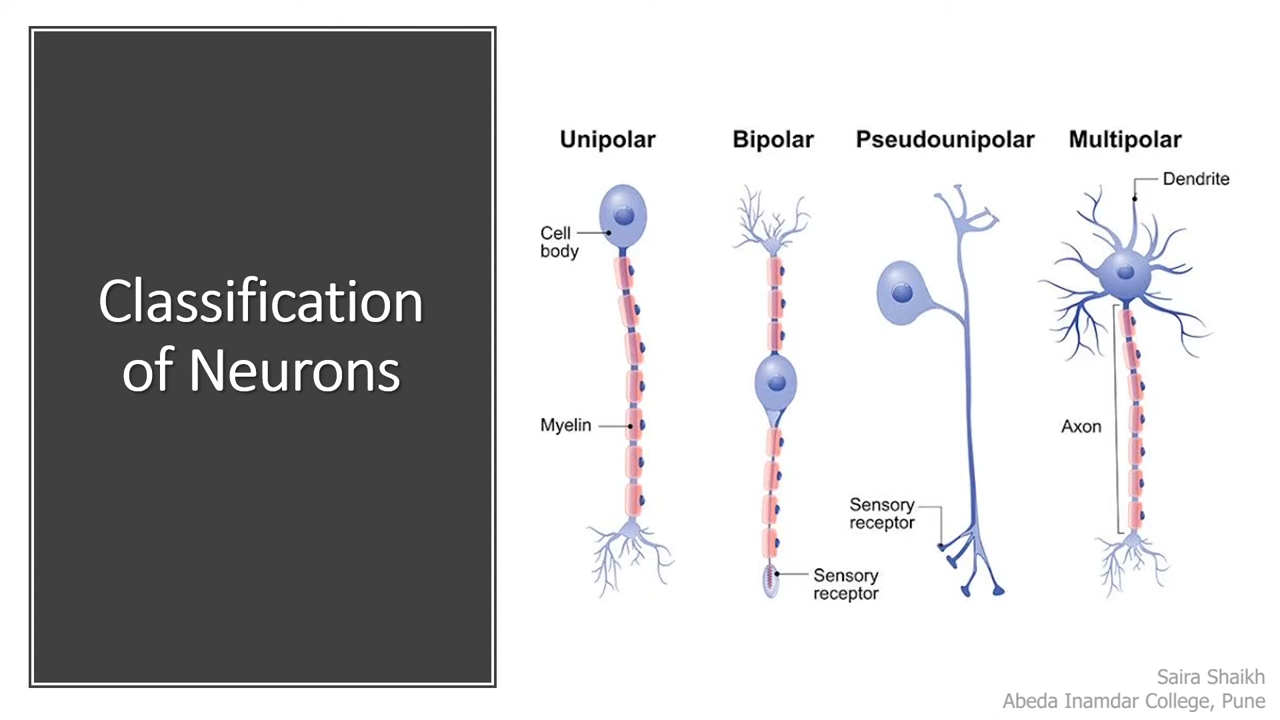 Classification
of Neurons
Unipolar
Bipolar
Pseudounipolar
Multipolar
Dendrite
Cell
body
Myelin
Axon
Sensory
receptor
Sensory
receptor
Saira Shaikh
Abeda Inamdar College, Pune